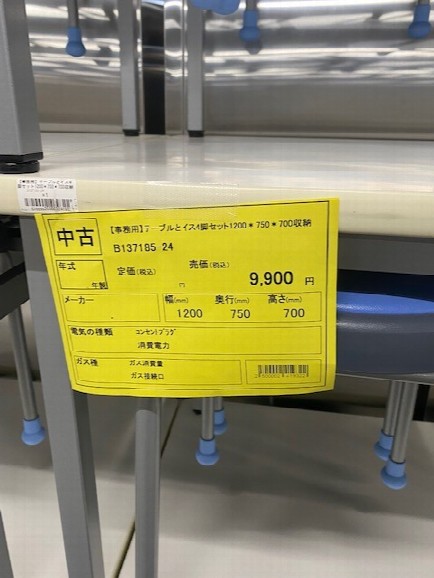 中古
【事務用】テーブルとイス4脚セット1200*750*700収納
B137185 24
年式
年製
定価(税込)
円
売価(税込)
9,900 円
メーカー
幅(mm) 奥行(mm) 高さ(mm)
1200 750 700
電気の種類 コンセントプラグ
消費電力
ガス種 ガス消費量
ガス接続口